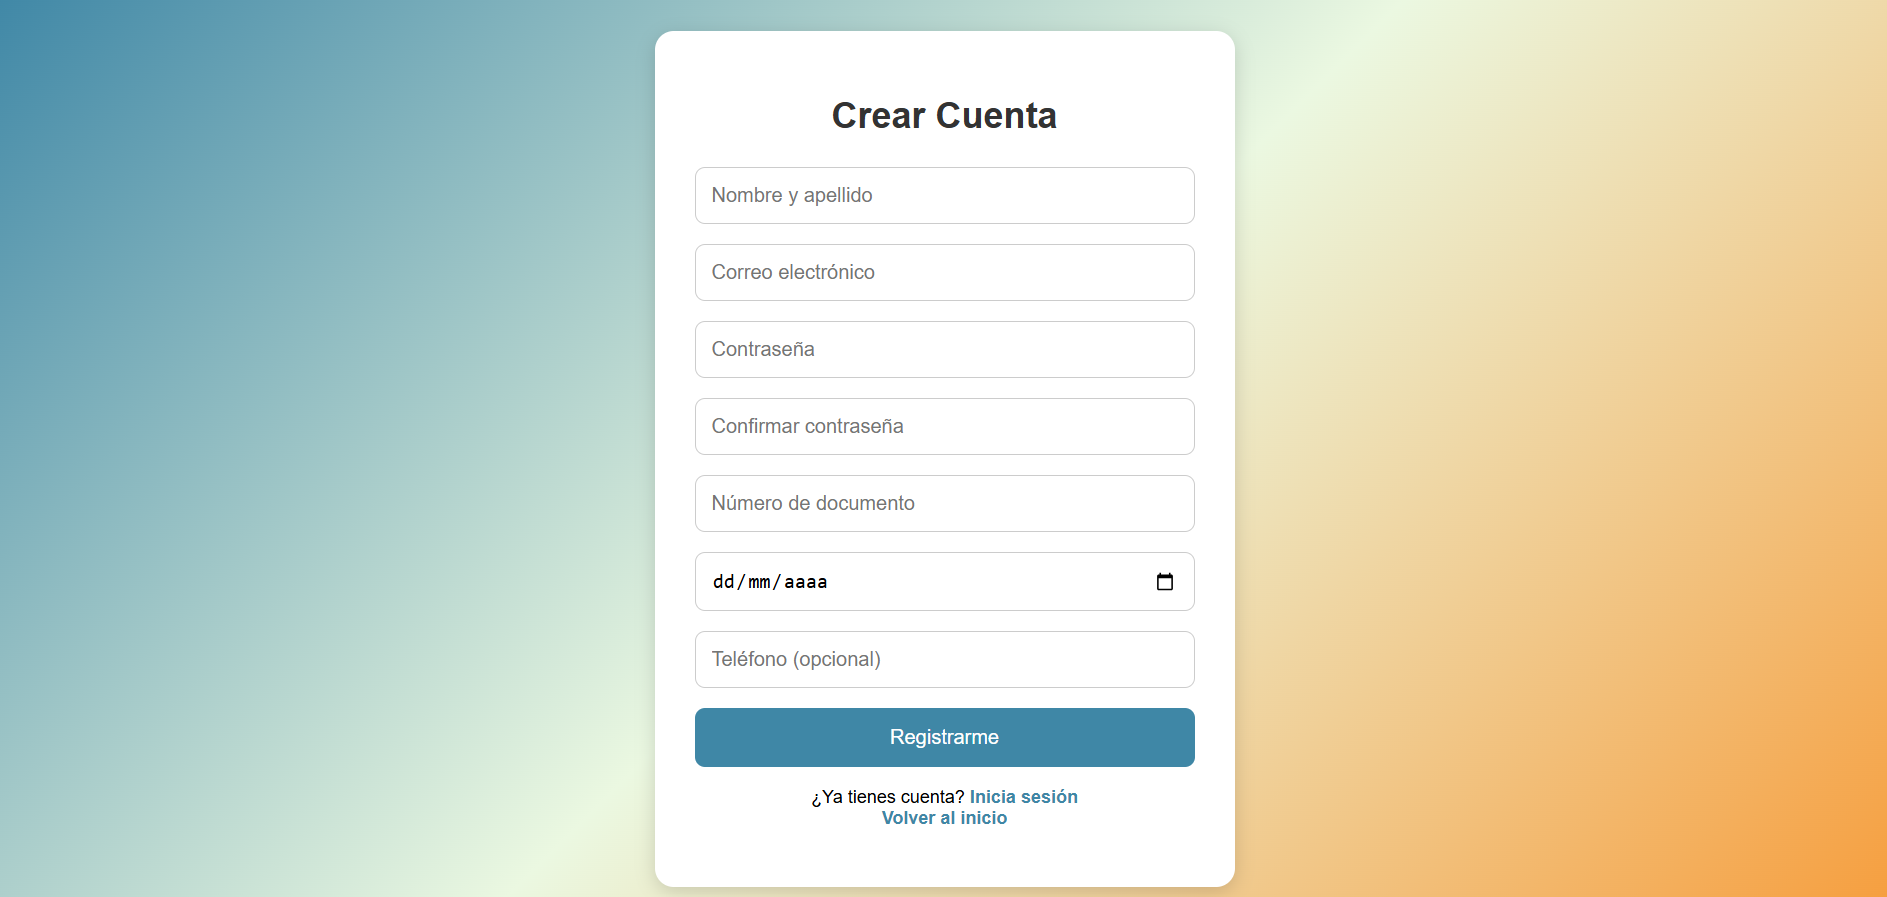 Crear Cuenta
Nombre y apellido
Correo electrónico
Contraseña
Confirmar contraseña
Número de documento
dd/mm/aaaa
Teléfono (opcional)
Registrarme
¿Ya tienes cuenta? Inicia sesión
Volver al inicio